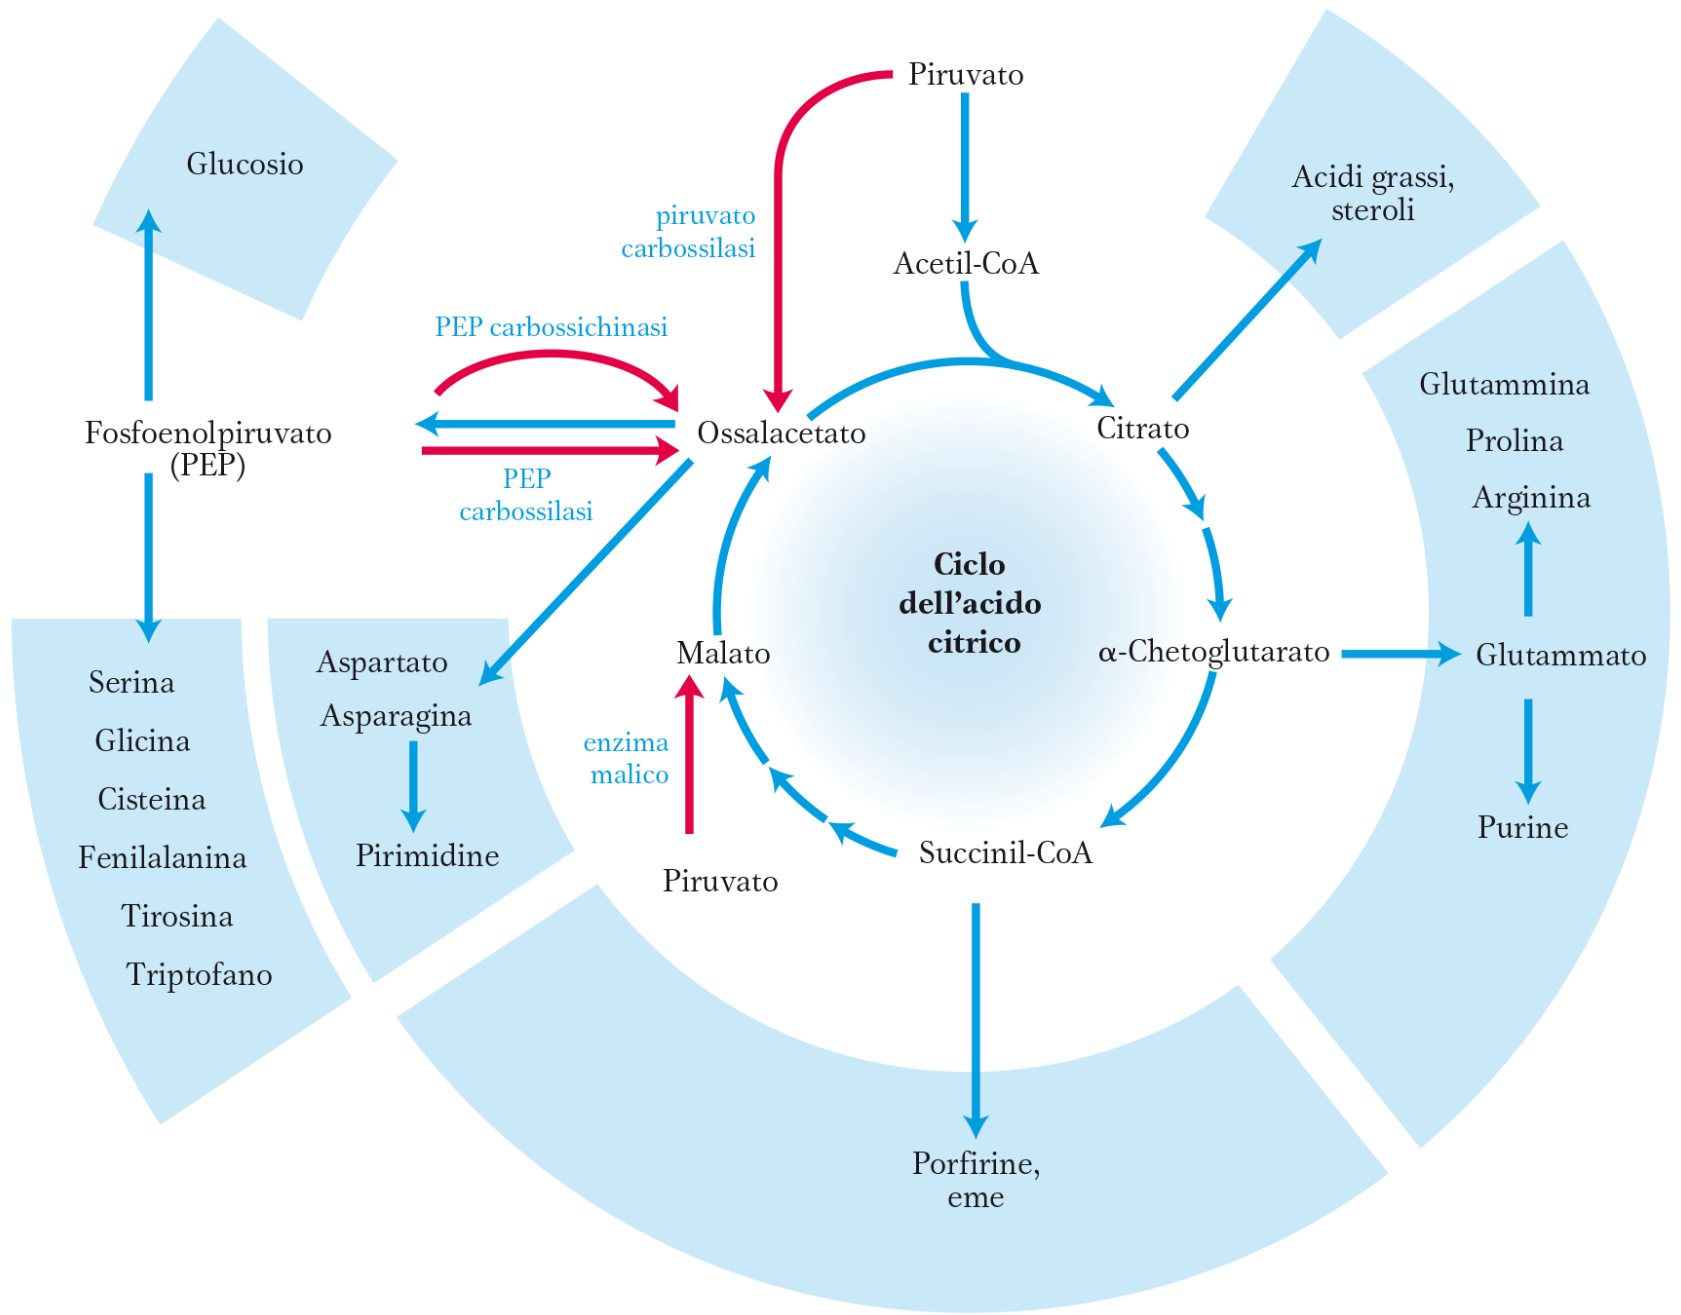 Piruvato
Glucosio
Acidi grassi,
steroli
piruvato
carbossilasi
Acetil-CoA
PEP carbossichinasi
Glutammina
Fosfoenolpiruvato
(PEP)
Ossalacetato
Citrato
Prolina
PEP
carbossilasi
Arginina
Ciclo
dell’acido
citrico
Serina
Glicina
Cisteina
Fenilalanina
Tirosina
Triptofano
Aspartato
Asparagina
Pirimidine
Malato
enzima
malico
Piruvato
α-Chetoglutarato
Glutammato
Purine
Succinil-CoA
Porfirine,
eme